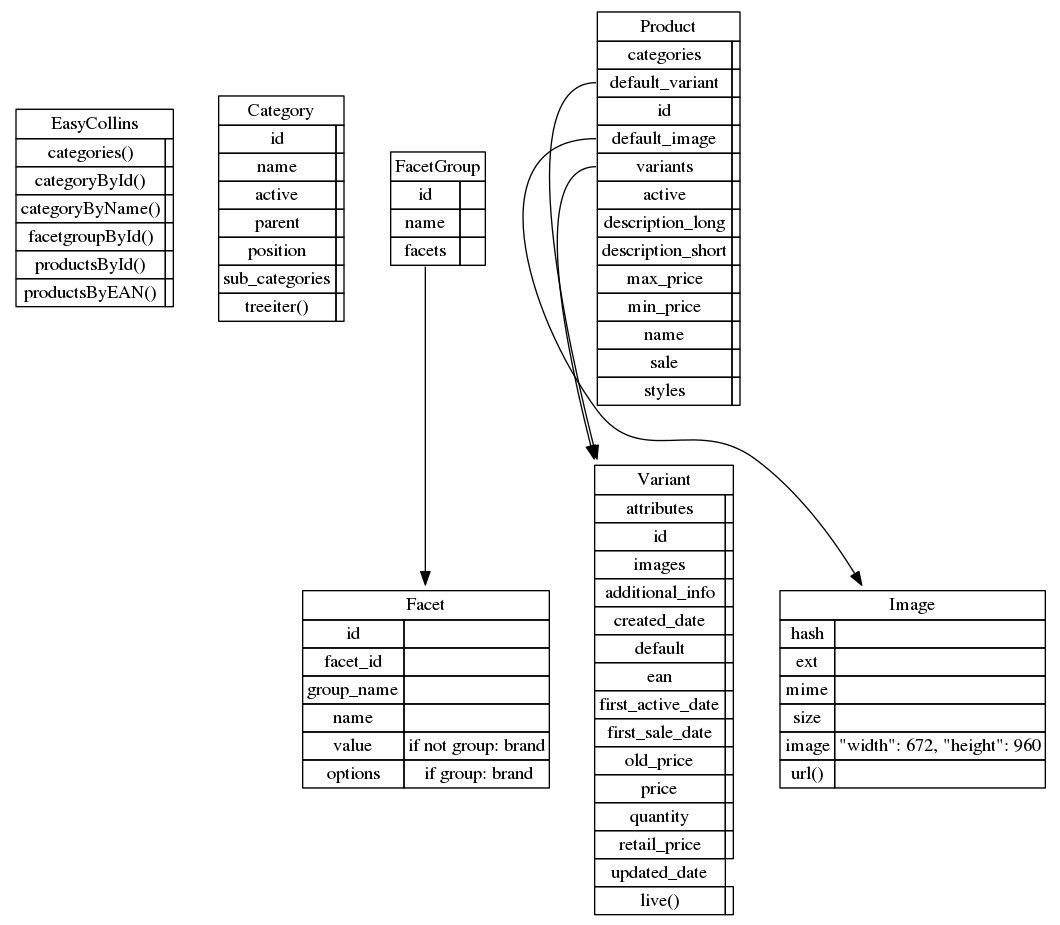 EasyCollins
categories()
categoryById()
categoryByName()
facetgroupById()
productsById()
productsByEAN()
Category
id
name
active
parent
position
sub_categories
treeiter()
FacetGroup
id
name
facets
Product
categories
default_variant
id
default_image
variants
active
description_long
description_short
max_price
min_price
name
sale
styles
Facet
id
facet_id
group_name
name
value if not group: brand
options if group: brand
Variant
attributes
id
images
additional_info
created_date
default
ean
first_active_date
first_sale_date
old_price
price
quantity
retail_price
updated_date
live()
Image
hash
ext
mime
size
image "width": 672, "height": 960
url()